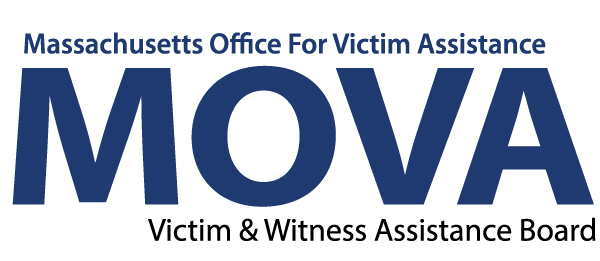 Massachusetts Office For Victim Assistance
MOVA
Victim & Witness Assistance Board